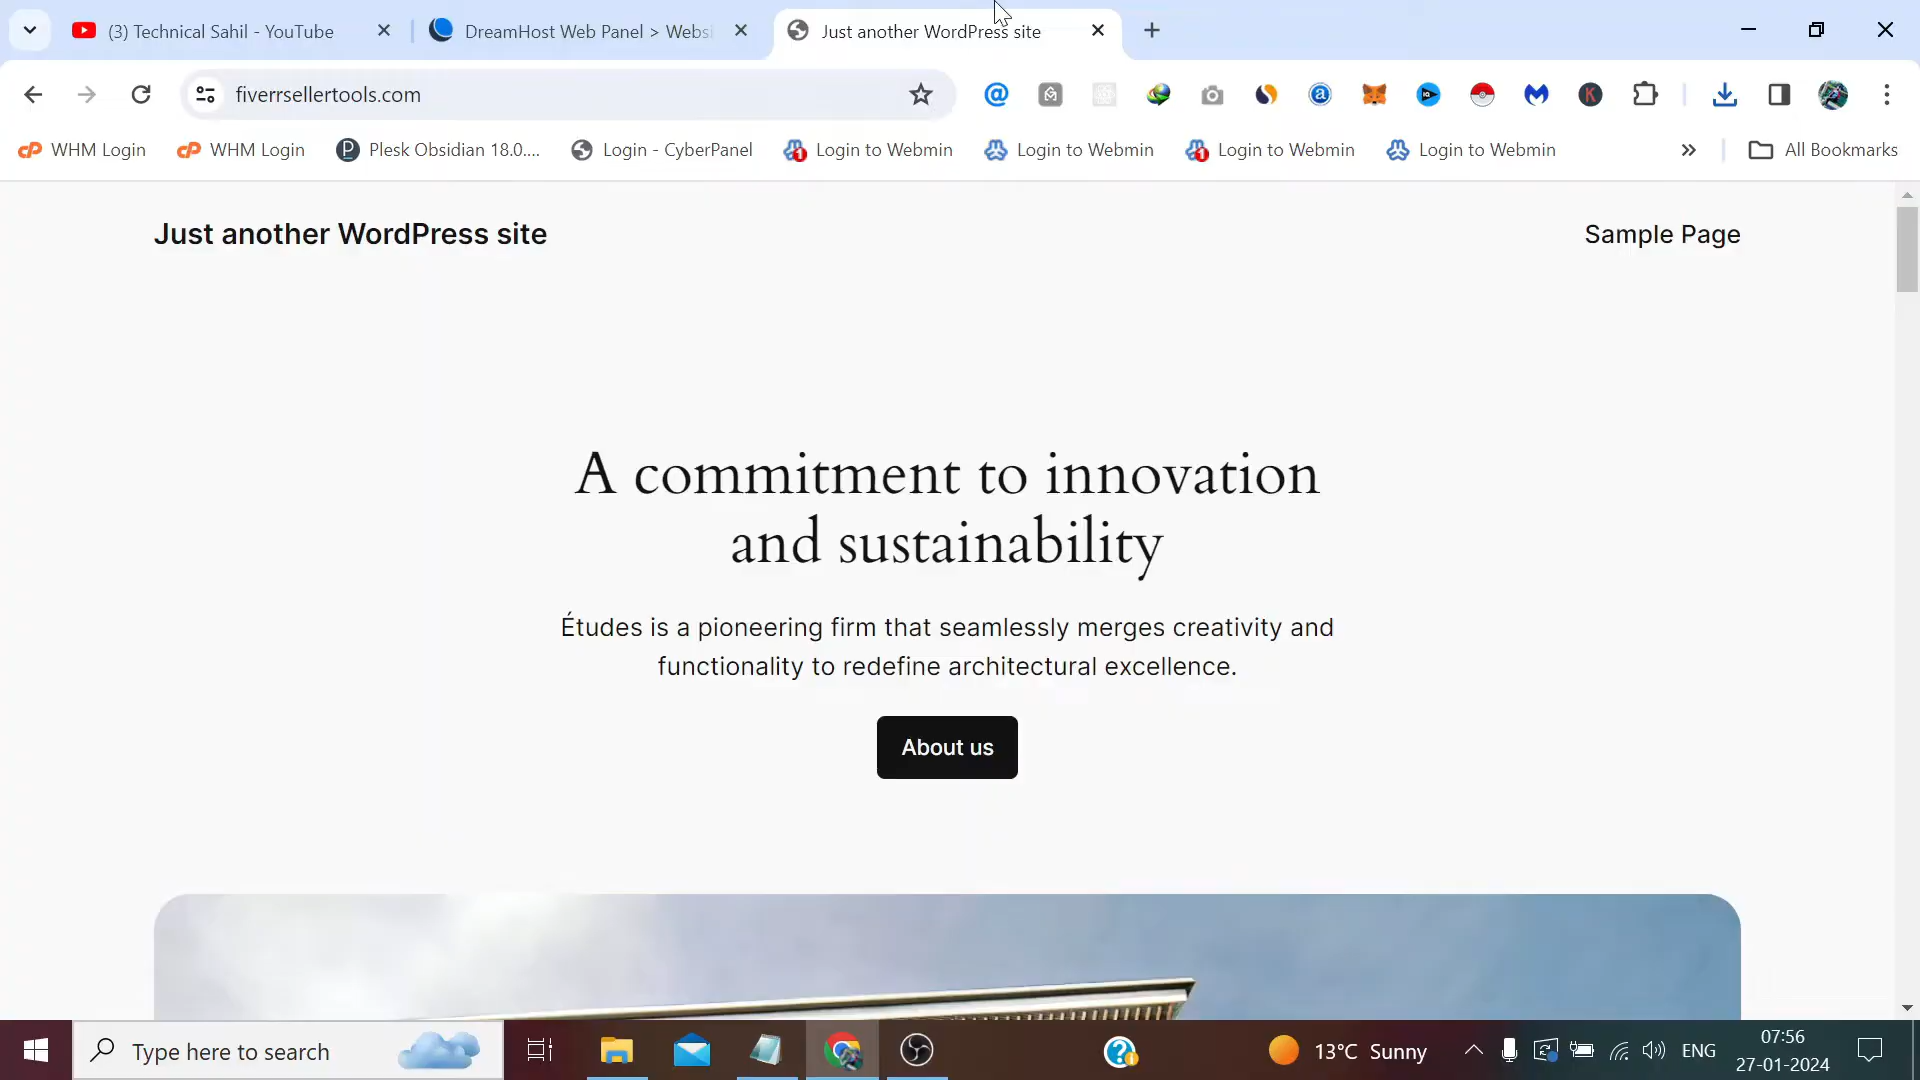 (3) Technical Sahil - YouTube
DreamHost Web Panel > Websi
Just another WordPress site
fiverrsellertools.com
WHM Login
WHM Login
Plesk Obsidian 18.0....
Login - CyberPanel
Login to Webmin
Login to Webmin
Login to Webmin
Login to Webmin
All Bookmarks
Just another WordPress site
Sample Page
A commitment to innovation
and sustainability
Études is a pioneering firm that seamlessly merges creativity and
functionality to redefine architectural excellence.
About us
Type here to search
13°C Sunny
ENG
07:56
27-01-2024